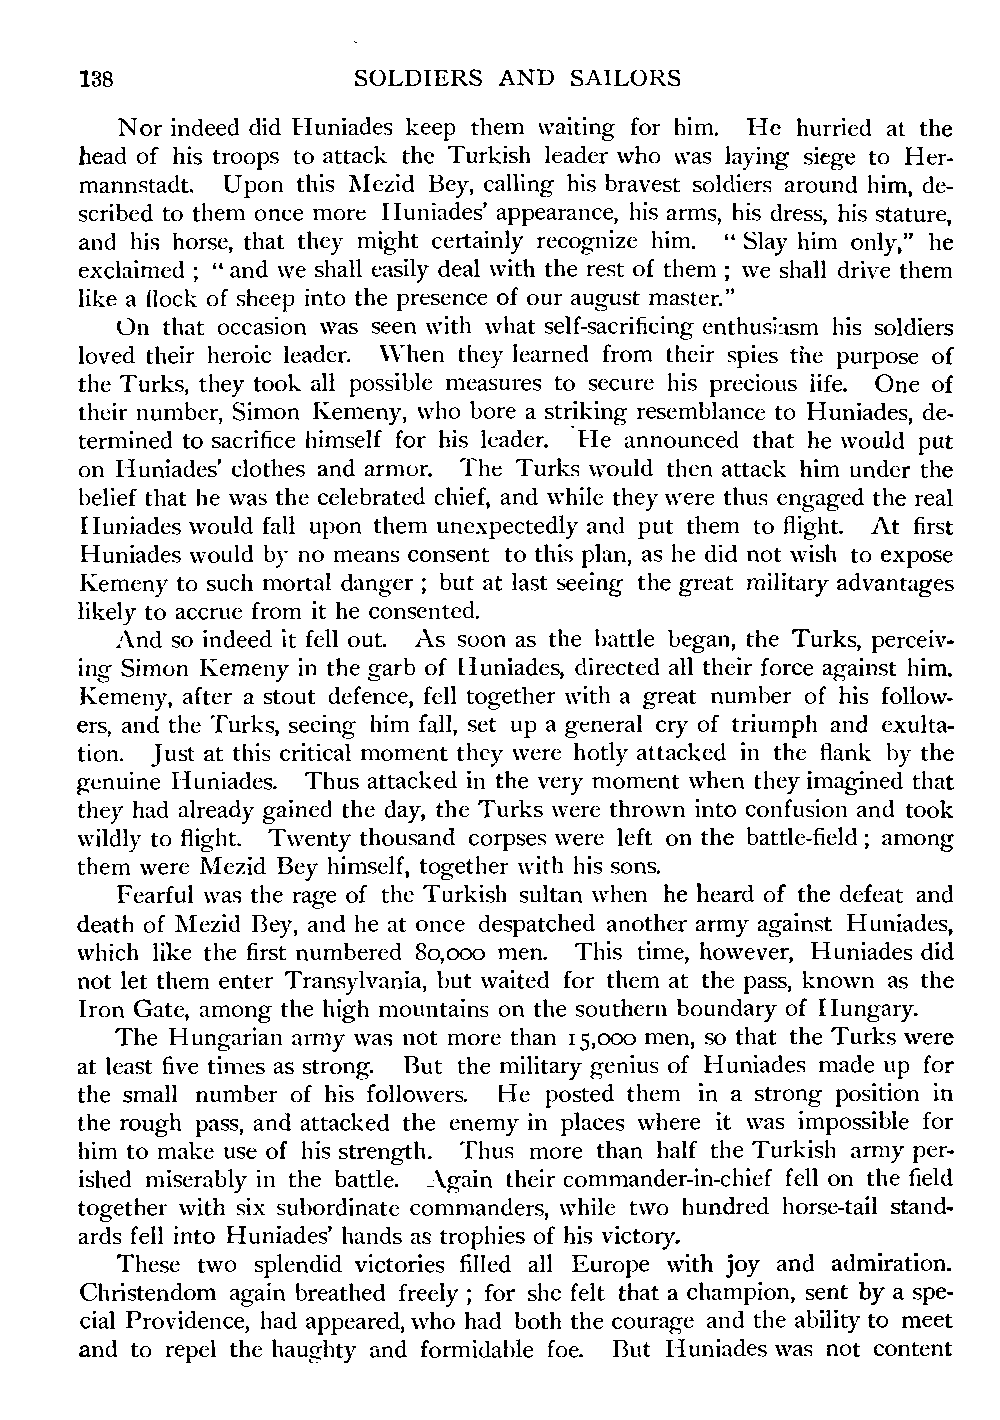 138 SOLDIERS AND SAILORS
Nor indeed did Huniades keep them waiting for him. He hurried at the
head of his troops to attack the Turkish leader who was laying siege to Her-
mannstadt. Upon this Mezid Bey, calling his bravest soldiers around him, de-
scribed to them once more Huniades' appearance, his arms, his dress, his stature,
and his horse, that they might certainly recognize him. “ Slay him only,” he
exclaimed ; “ and we shall easily deal with the rest of them ; we shall drive them
like a flock of sheep into the presence of our august master.”
On that occasion was seen with what self-sacrificing enthusiasm his soldiers
loved their heroic leader. When they learned from their spies the purpose of
the Turks, they took all possible measures to secure his precious life. One of
their number, Simon Kemeny, who bore a striking resemblance to Huniades, de-
termined to sacrifice himself for his leader. He announced that he would put
on Huniades' clothes and armor. The Turks would then attack him under the
belief that he was the celebrated chief, and while they were thus engaged the real
Huniades would fall upon them unexpectedly and put them to flight. At first
Huniades would by no means consent to this plan, as he did not wish to expose
Kemeny to such mortal danger ; but at last seeing the great military advantages
likely to accrue from it he consented.
And so indeed it fell out. As soon as the battle began, the Turks, perceiv-
ing Simon Kemeny in the garb of Huniades, directed all their force against him.
Kemeny, after a stout defence, fell together with a great number of his follow-
ers, and the Turks, seeing him fall, set up a general cry of triumph and exulta-
tion. Just at this critical moment they were hotly attacked in the flank by the
genuine Huniades. Thus attacked in the very moment when they imagined that
they had already gained the day, the Turks were thrown into confusion and took
wildly to flight. Twenty thousand corpses were left on the battle-field ; among
them were Mezid Bey himself, together with his sons.
Fearful was the rage of the Turkish sultan when he heard of the defeat and
death of Mezid Bey, and he at once despatched another army against Huniades,
which like the first numbered 80,000 men. This time, however, Huniades did
not let them enter Transylvania, but waited for them at the pass, known as the
Iron Gate, among the high mountains on the southern boundary of Hungary.
The Hungarian army was not more than 15,000 men, so that the Turks were
at least five times as strong. But the military genius of Huniades made up for
the small number of his followers. He posted them in a strong position in
the rough pass, and attacked the enemy in places where it was impossible for
him to make use of his strength. Thus more than half the Turkish army per-
ished miserably in the battle. Again their commander-in-chief fell on the field
together with six subordinate commanders, while two hundred horse-tail stand-
ards fell into Huniades' hands as trophies of his victory.
These two splendid victories filled all Europe with joy and admiration.
Christendom again breathed freely ; for she felt that a champion, sent by a spe-
cial Providence, had appeared, who had both the courage and the ability to meet
and to repel the haughty and formidable foe. But Huniades was not content